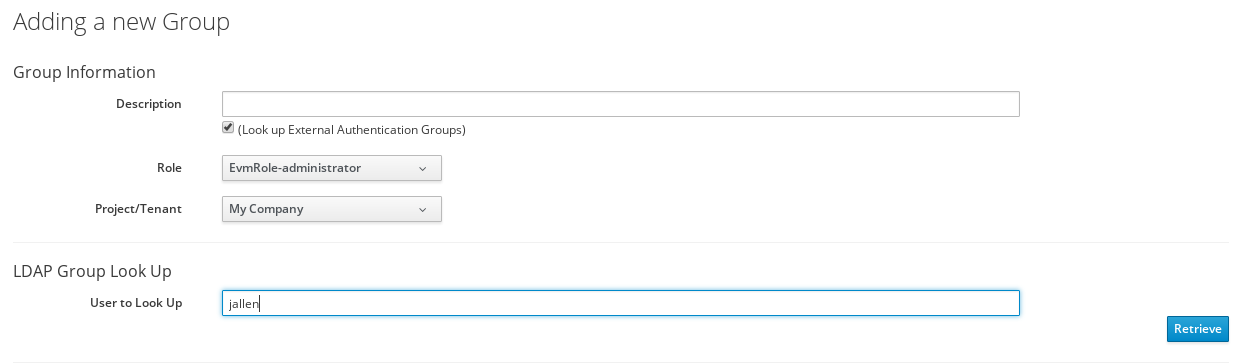 Adding a new Group
Group Information
Description
(Look up External Authentication Groups)
Role EvmRole-administrator
Project/Tenant My Company
LDAP Group Look Up
User to Look Up jallen
Retrieve